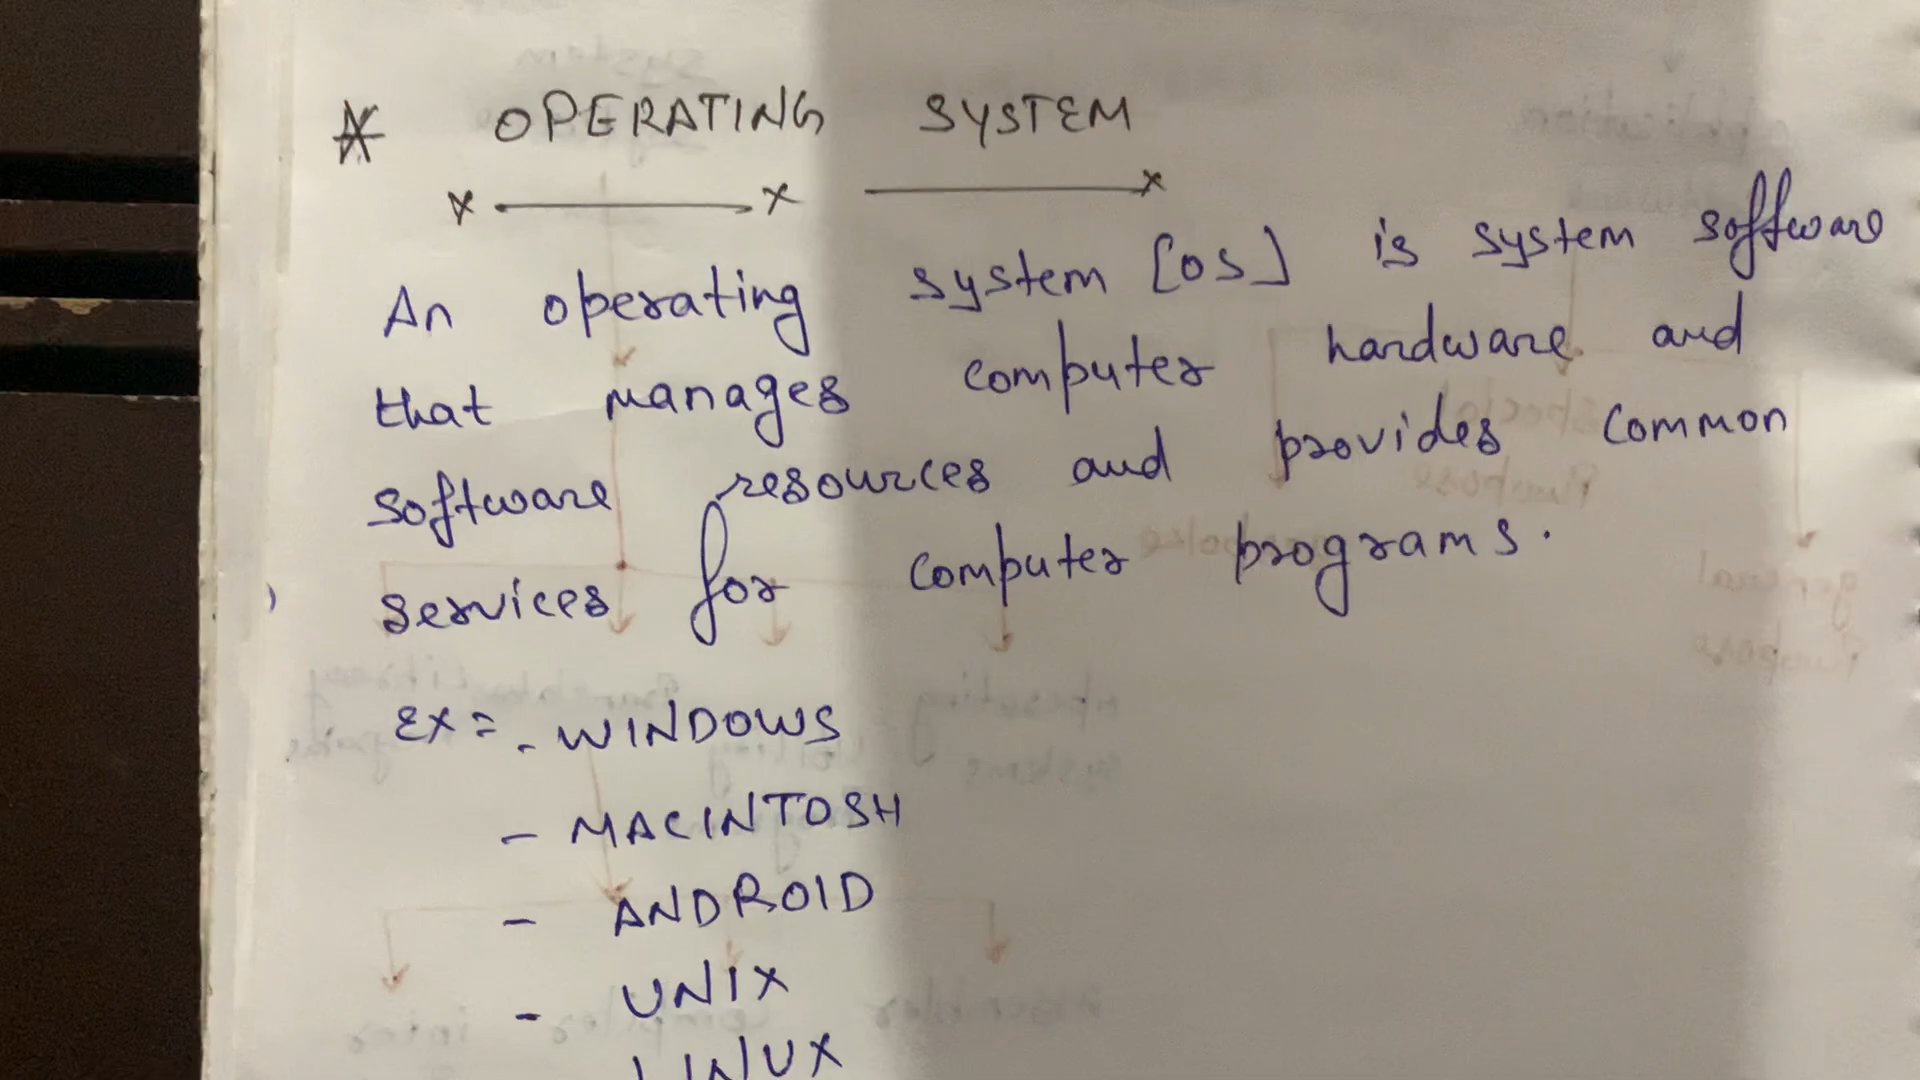 * OPERATING SYSTEM
An operating system [OS] is system software
that manages computer hardware and
software resources and provides common
services for computer programs.
EX = - WINDOWS
- MACINTOSH
- ANDROID
- UNIX
LINUX